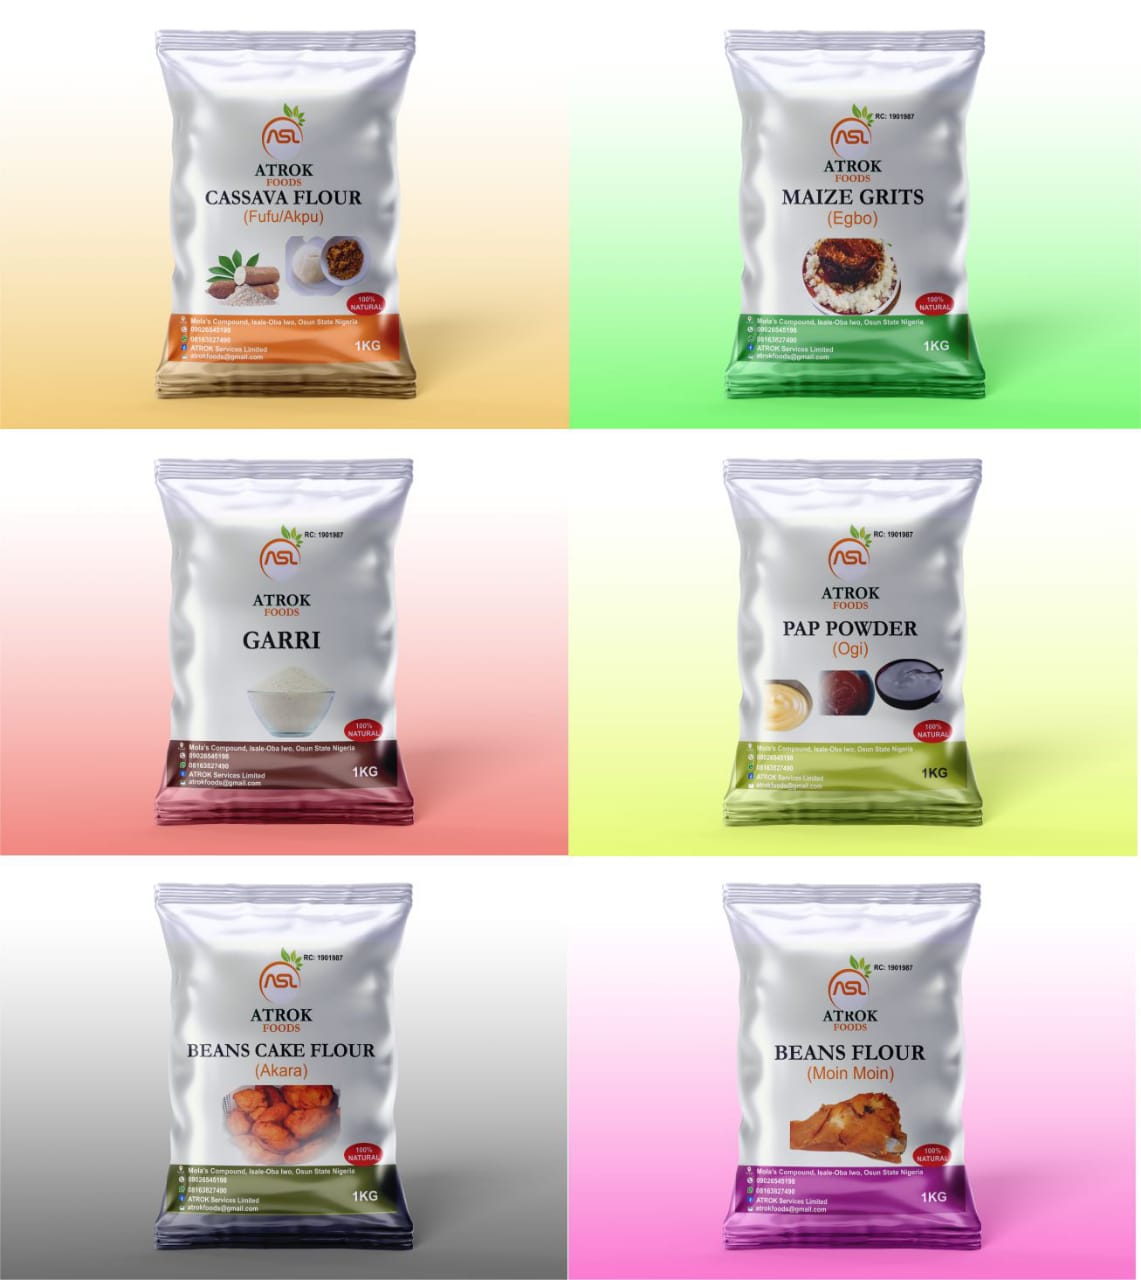 ASL
ATROK
FOODS
CASSAVA FLOUR
(Fufu/Akpu)
100%
NATURAL
Mola's Compound, Isale-Oba Iwo, Osun State Nigeria
09026545198
08163827490
ATROK Services Limited
atrokfoods@gmail.com
1KG
RC: 1901987
ASL
ATROK
FOODS
MAIZE GRITS
(Egbo)
100%
NATURAL
Mola's Compound, Isale-Oba Iwo, Osun State Nigeria
09026545198
08163827490
ATROK Services Limited
atrokfoods@gmail.com
1KG
RC: 1901987
ASL
ATROK
FOODS
GARRI
100%
NATURAL
Mola's Compound, Isale-Oba Iwo, Osun State Nigeria
09026545198
08163827490
ATROK Services Limited
atrokfoods@gmail.com
1KG
RC: 1901987
ASL
ATROK
FOODS
PAP POWDER
(Ogi)
100%
NATURAL
Mola's Compound, Isale-Oba Iwo, Osun State Nigeria
09026545198
08163827490
ATROK Services Limited
atrokfoods@gmail.com
1KG
RC: 1901987
ASL
ATROK
FOODS
BEANS CAKE FLOUR
(Akara)
100%
NATURAL
Mola's Compound, Isale-Oba Iwo, Osun State Nigeria
09026545198
08163827490
ATROK Services Limited
atrokfoods@gmail.com
1KG
RC: 1901987
ASL
ATROK
FOODS
BEANS FLOUR
(Moin Moin)
100%
NATURAL
Mola's Compound, Isale-Oba Iwo, Osun State Nigeria
09026545198
08163827490
ATROK Services Limited
atrokfoods@gmail.com
1KG